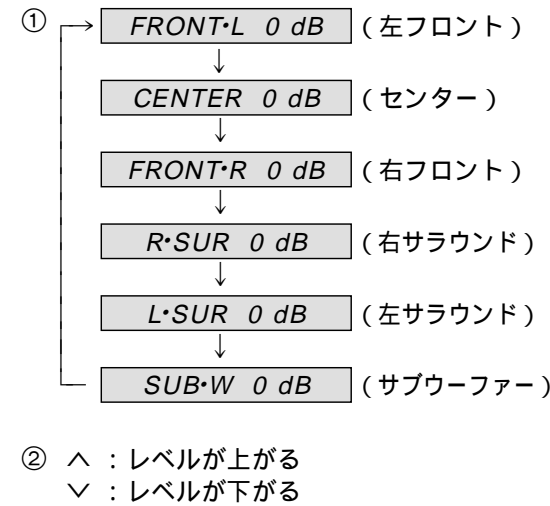 ① FRONT・L 0 dB (左フロント)
CENTER 0 dB (センター)
FRONT・R 0 dB (右フロント)
R・SUR 0 dB (右サラウンド)
L・SUR 0 dB (左サラウンド)
SUB・W 0 dB (サブウーファー)
② ∧ : レベルが上がる
∨ : レベルが下がる